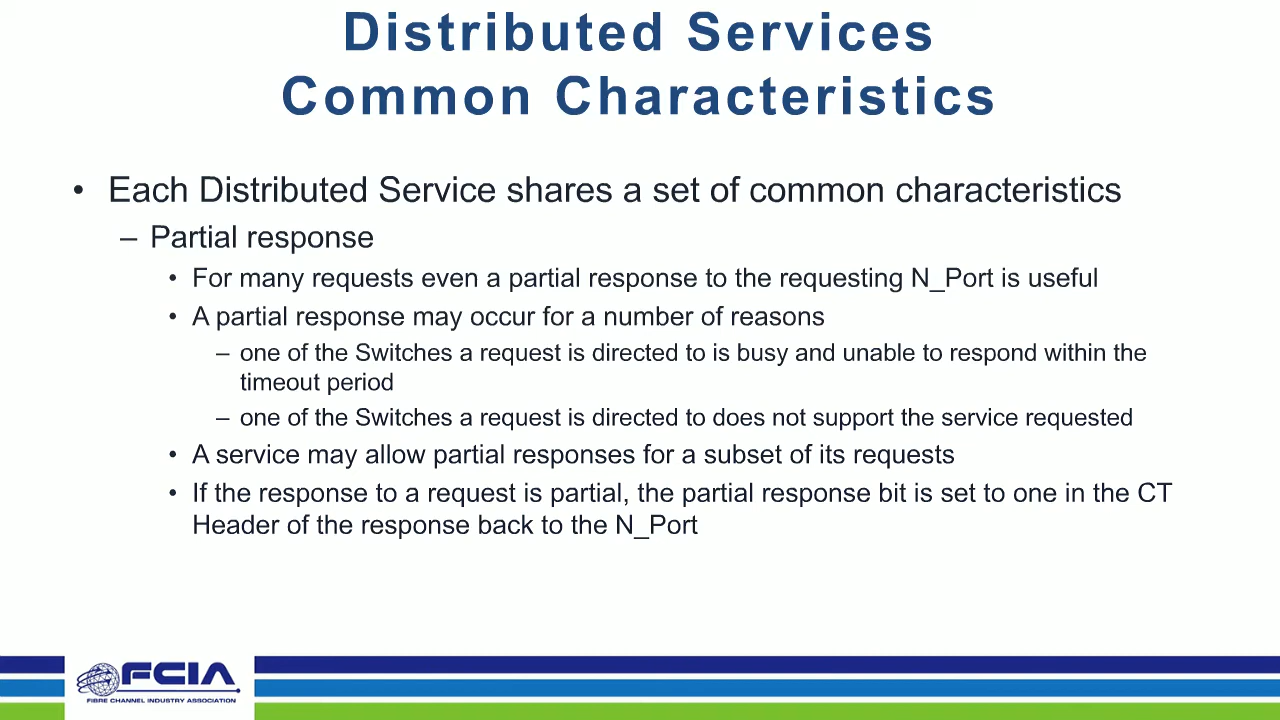 Distributed Services
Common Characteristics
• Each Distributed Service shares a set of common characteristics
– Partial response
• For many requests even a partial response to the requesting N_Port is useful
• A partial response may occur for a number of reasons
– one of the Switches a request is directed to is busy and unable to respond within the
timeout period
– one of the Switches a request is directed to does not support the service requested
• A service may allow partial responses for a subset of its requests
• If the response to a request is partial, the partial response bit is set to one in the CT
Header of the response back to the N_Port
FCIA
FIBRE CHANNEL INDUSTRY ASSOCIATION